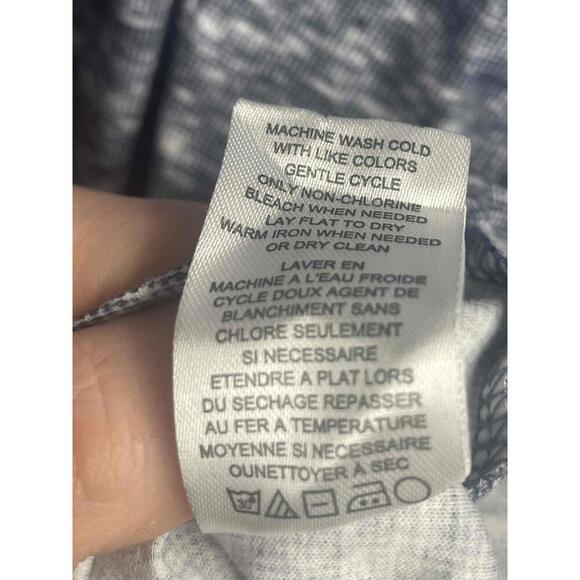 MACHINE WASH COLD
WITH LIKE COLORS
GENTLE CYCLE
ONLY NON-CHLORINE
BLEACH WHEN NEEDED
LAY FLAT TO DRY
WARM IRON WHEN NEEDED
OR DRY CLEAN
LAVER EN
MACHINE A L'EAU FROIDE
CYCLE DOUX AGENT DE
BLANCHIMENT SANS
CHLORE SEULEMENT
SI NECESSAIRE
ETENDRE A PLAT LORS
DU SECHAGE REPASSER
AU FER A TEMPERATURE
MOYENNE SI NECESSAIRE
OUNETTOYER À SEC
30°